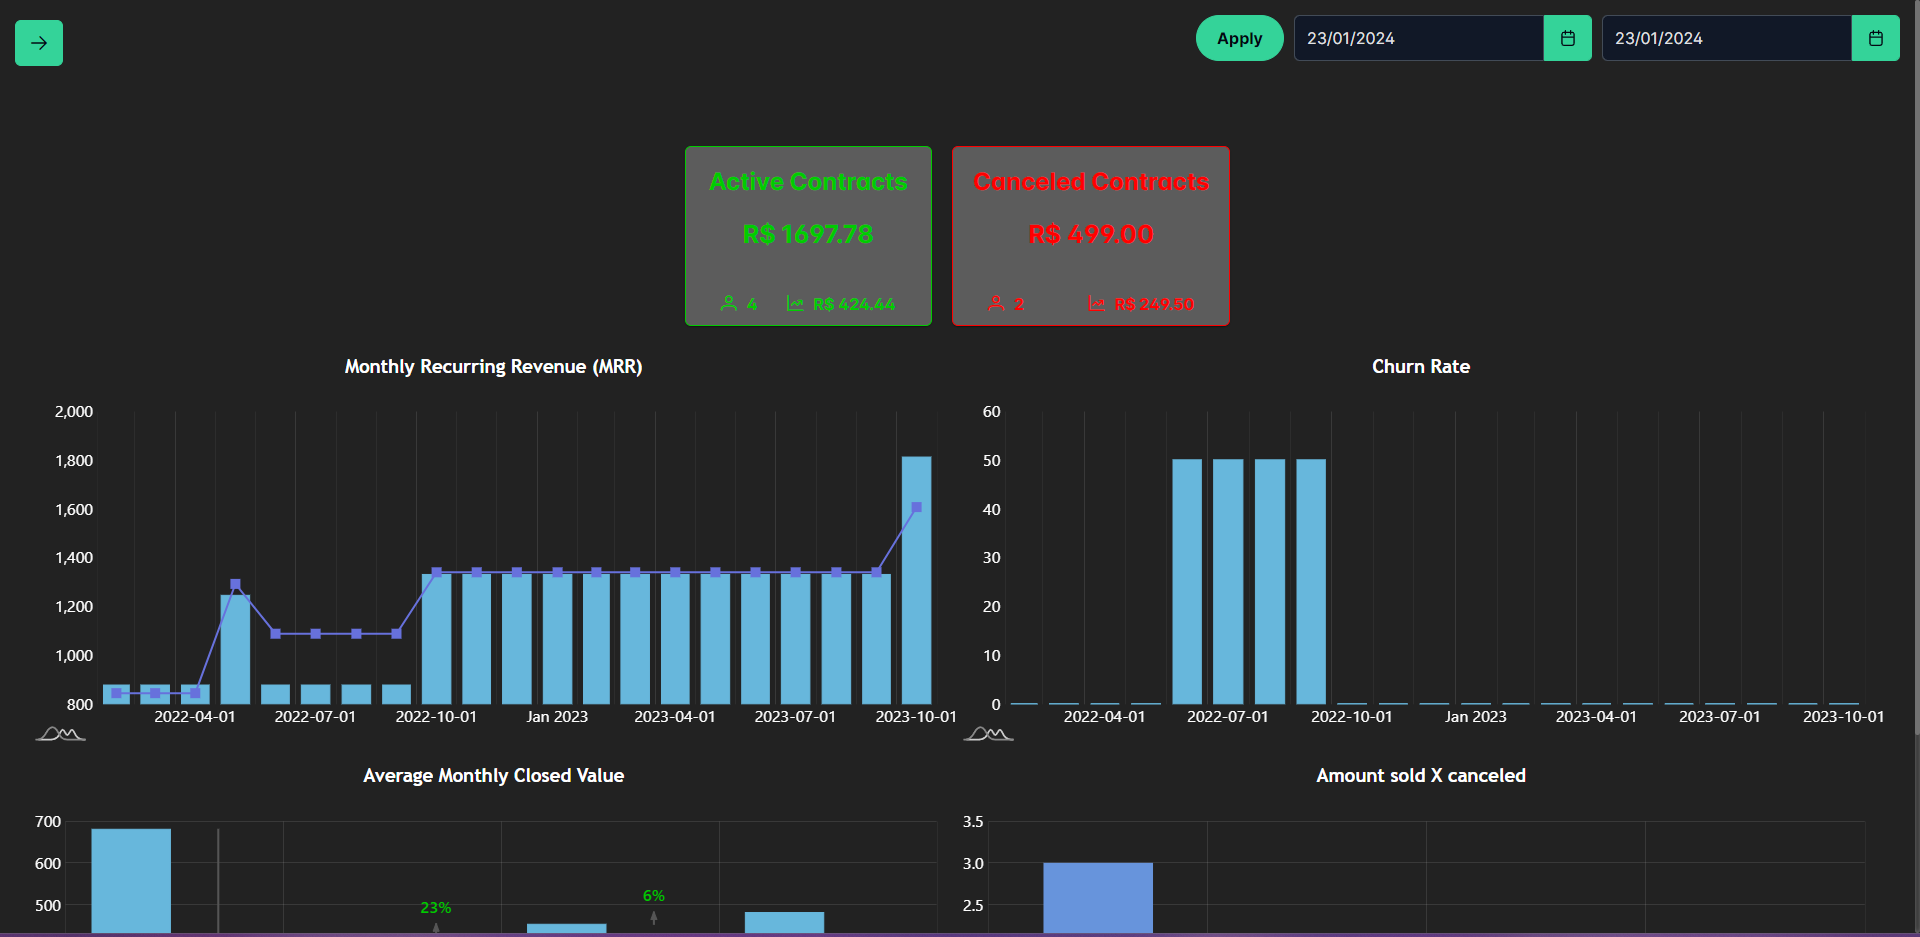 Apply
23/01/2024
23/01/2024
Active Contracts
R$ 1697.78
4
R$ 424.44
Canceled Contracts
R$ 499.00
2
R$ 249.50
Monthly Recurring Revenue (MRR)
2,000
1,800
1,600
1,400
1,200
1,000
800
2022-04-01
2022-07-01
2022-10-01
Jan 2023
2023-04-01
2023-07-01
2023-10-01
Churn Rate
60
50
40
30
20
10
0
2022-04-01
2022-07-01
2022-10-01
Jan 2023
2023-04-01
2023-07-01
2023-10-01
Average Monthly Closed Value
700
600
500
23%
6%
Amount sold X canceled
3.5
3.0
2.5